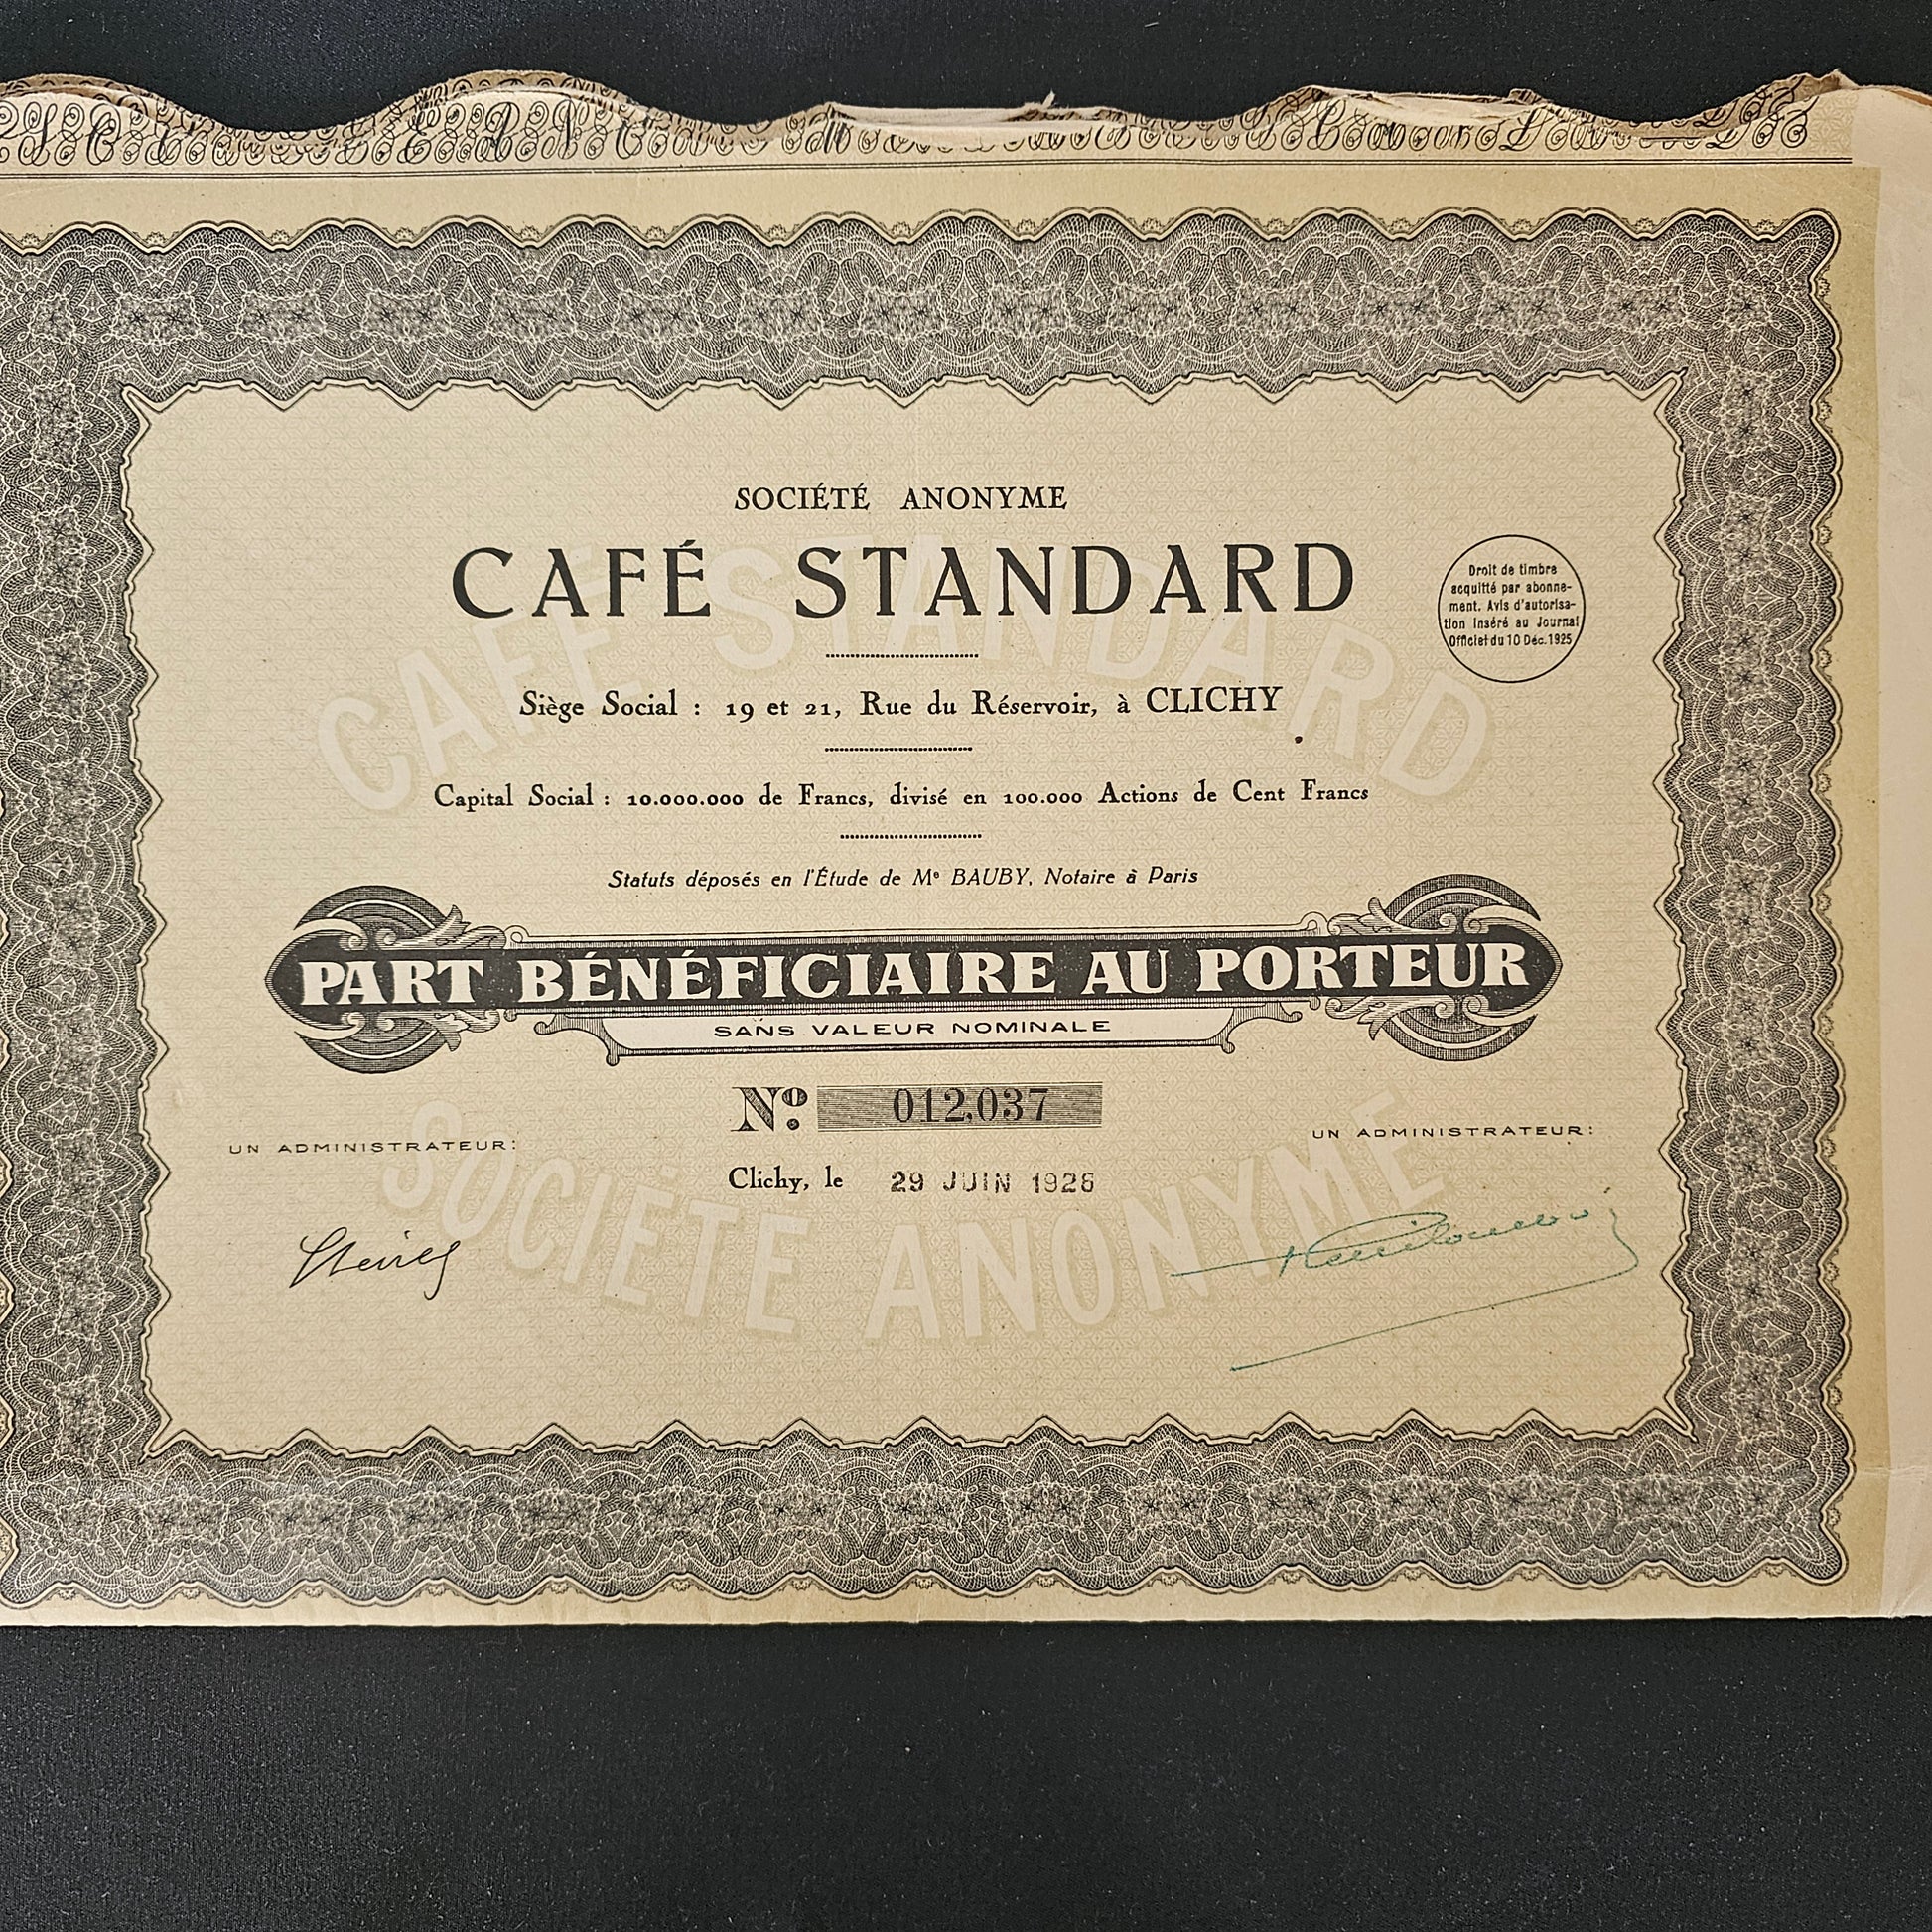 SOCIÉTÉ ANONYME
CAFÉ STANDARD
Droit de timbre
acquitté par abonne-
ment. Avis d'autorisa-
tion inséré au Journal
Officiel du 10 Déc. 1925
Siège Social : 19 et 21, Rue du Réservoir, à CLICHY
Capital Social : 10.000.000 de Francs, divisé en 100.000 Actions de Cent Francs
Statuts déposés en l'Étude de Me BAUBY, Notaire à Paris
PART BÉNÉFICIAIRE AU PORTEUR
SANS VALEUR NOMINALE
No. 012,037
UN ADMINISTRATEUR:
UN ADMINISTRATEUR:
Clichy, le 29 JUIN 1926
CAFÉ STANDARD
SOCIÉTÉ ANONYME